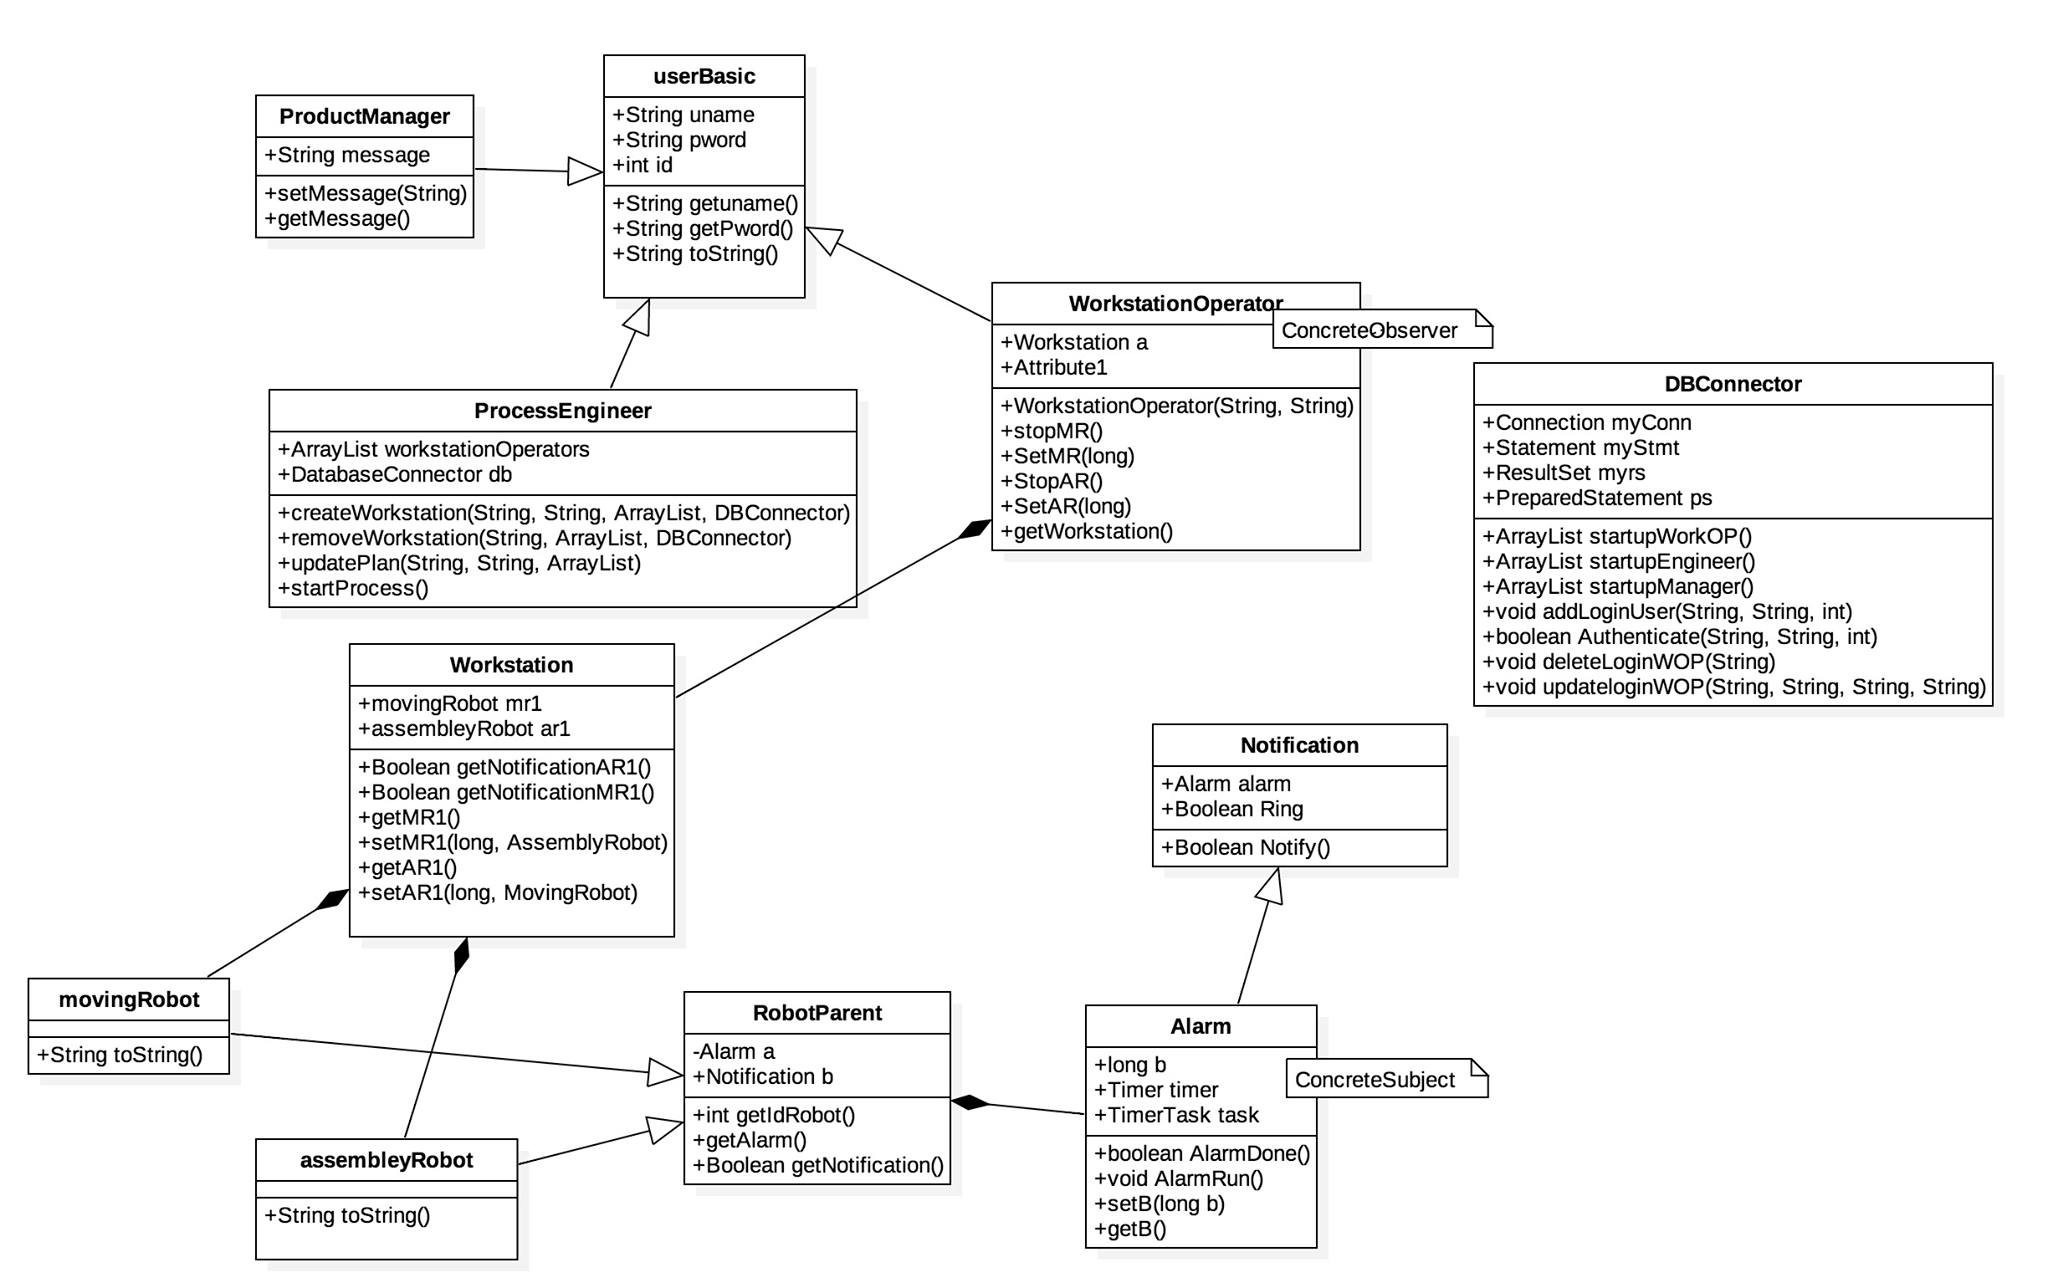 userBasic
+String uname
+String pword
+int id
+String getuname()
+String getPword()
+String toString()
ProductManager
+String message
+setMessage(String)
+getMessage()
WorkstationOperator
+Workstation a
+Attribute1
+WorkstationOperator(String, String)
+stopMR()
+SetMR(long)
+StopAR()
+SetAR(long)
+getWorkstation()
ConcreteObserver
DBConnector
+Connection myConn
+Statement myStmt
+ResultSet myrs
+PreparedStatement ps
+ArrayList startupWorkOP()
+ArrayList startupEngineer()
+ArrayList startupManager()
+void addLoginUser(String, String, int)
+boolean Authenticate(String, String, int)
+void deleteLoginWOP(String)
+void updateloginWOP(String, String, String, String)
ProcessEngineer
+ArrayList workstationOperators
+DatabaseConnector db
+createWorkstation(String, String, ArrayList, DBConnector)
+removeWorkstation(String, ArrayList, DBConnector)
+updatePlan(String, String, ArrayList)
+startProcess()
Workstation
+movingRobot mr1
+assembleyRobot ar1
+Boolean getNotificationAR1()
+Boolean getNotificationMR1()
+getMR1()
+setMR1(long, AssemblyRobot)
+getAR1()
+setAR1(long, MovingRobot)
Notification
+Alarm alarm
+Boolean Ring
+Boolean Notify()
movingRobot
+String toString()
RobotParent
-Alarm a
+Notification b
+int getIdRobot()
+getAlarm()
+Boolean getNotification()
Alarm
+long b
+Timer timer
+TimerTask task
+boolean AlarmDone()
+void AlarmRun()
+setB(long b)
+getB()
ConcreteSubject
assembleyRobot
+String toString()